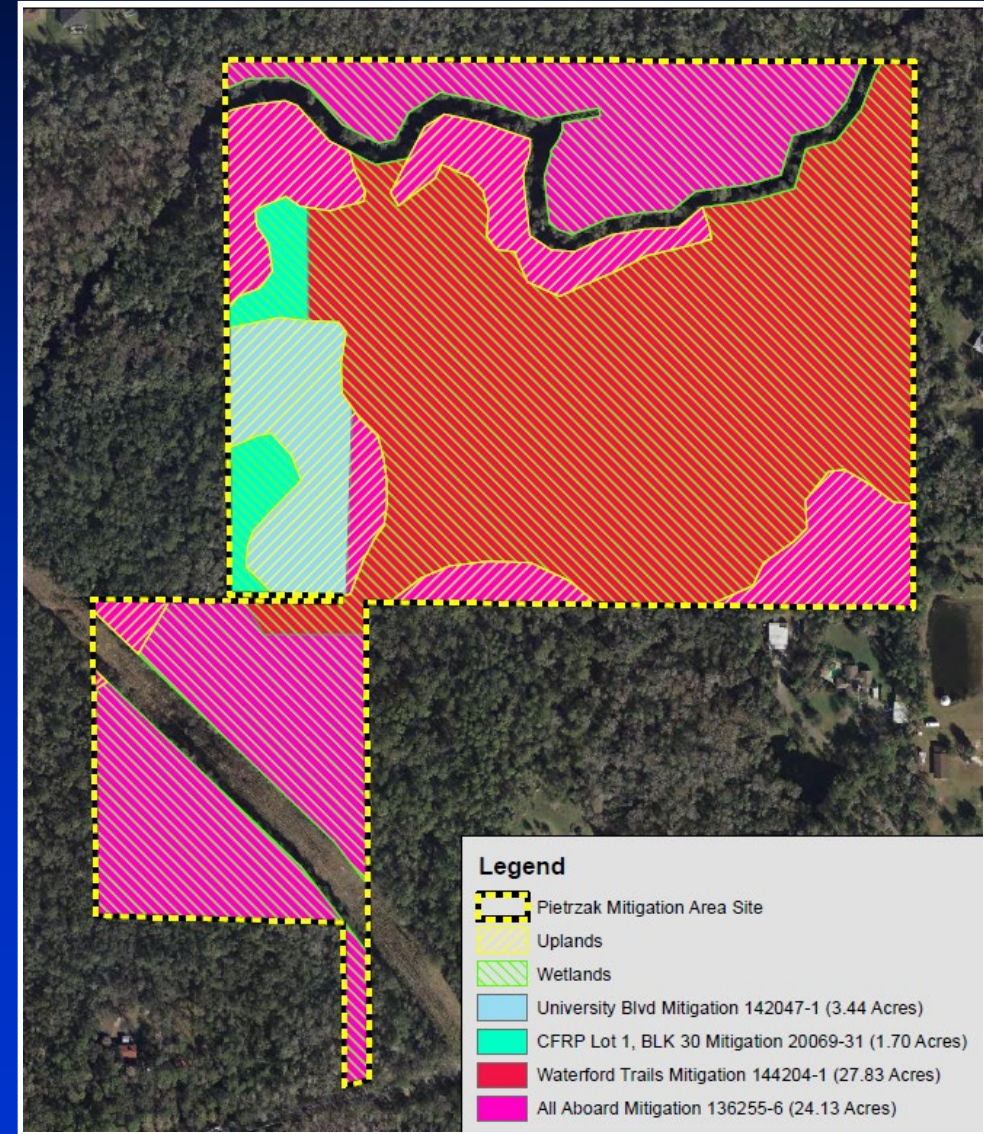 Legend
Pietrzak Mitigation Area Site
Uplands
Wetlands
University Blvd Mitigation 142047-1 (3.44 Acres)
CFRP Lot 1, BLK 30 Mitigation 20069-31 (1.70 Acres)
Waterford Trails Mitigation 144204-1 (27.83 Acres)
All Aboard Mitigation 136255-6 (24.13 Acres)